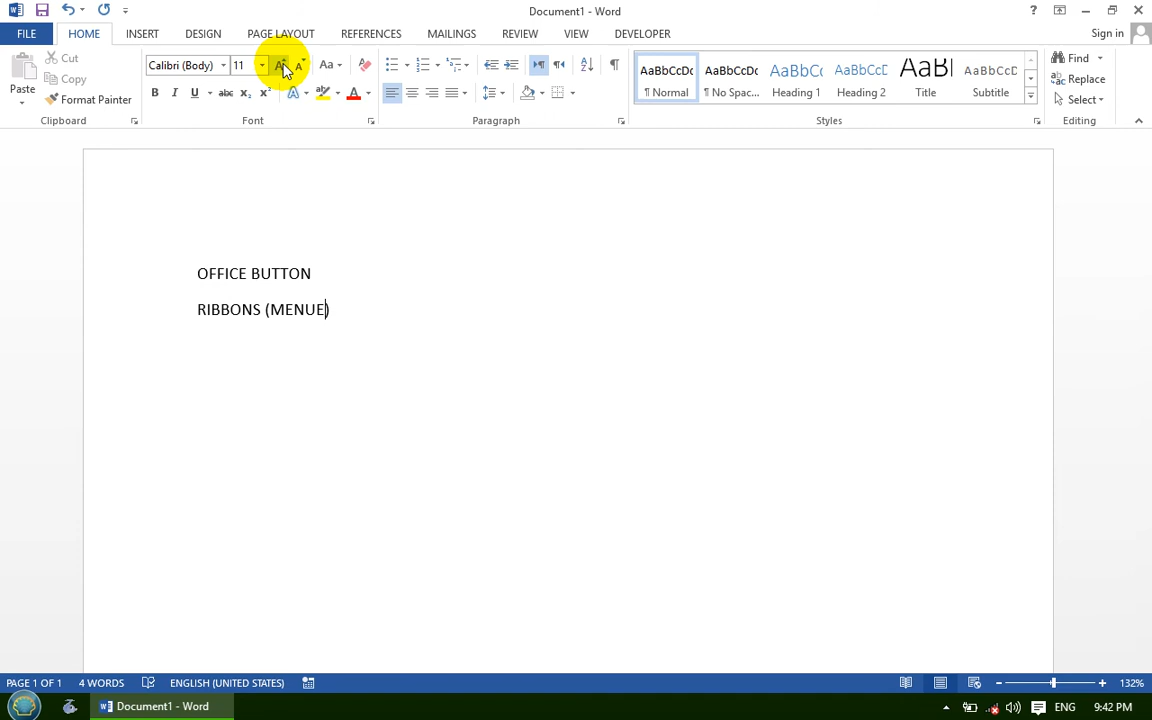 Document1 - Word
FILE HOME INSERT DESIGN PAGE LAYOUT REFERENCES MAILINGS REVIEW VIEW DEVELOPER Sign in
Paste
Cut
Copy
Format Painter
Clipboard
Calibri (Body) 11
Font
Paragraph
AaBbCcDc AaBbCcDc AaBbCc AaBbCcD AaBl AaBbCcD
¶ Normal ¶ No Spac... Heading 1 Heading 2 Title Subtitle
Styles
Find
Replace
Select
Editing
OFFICE BUTTON
RIBBONS (MENUE)
PAGE 1 OF 1 4 WORDS ENGLISH (UNITED STATES) 132%
Document1 - Word ENG 9:42 PM